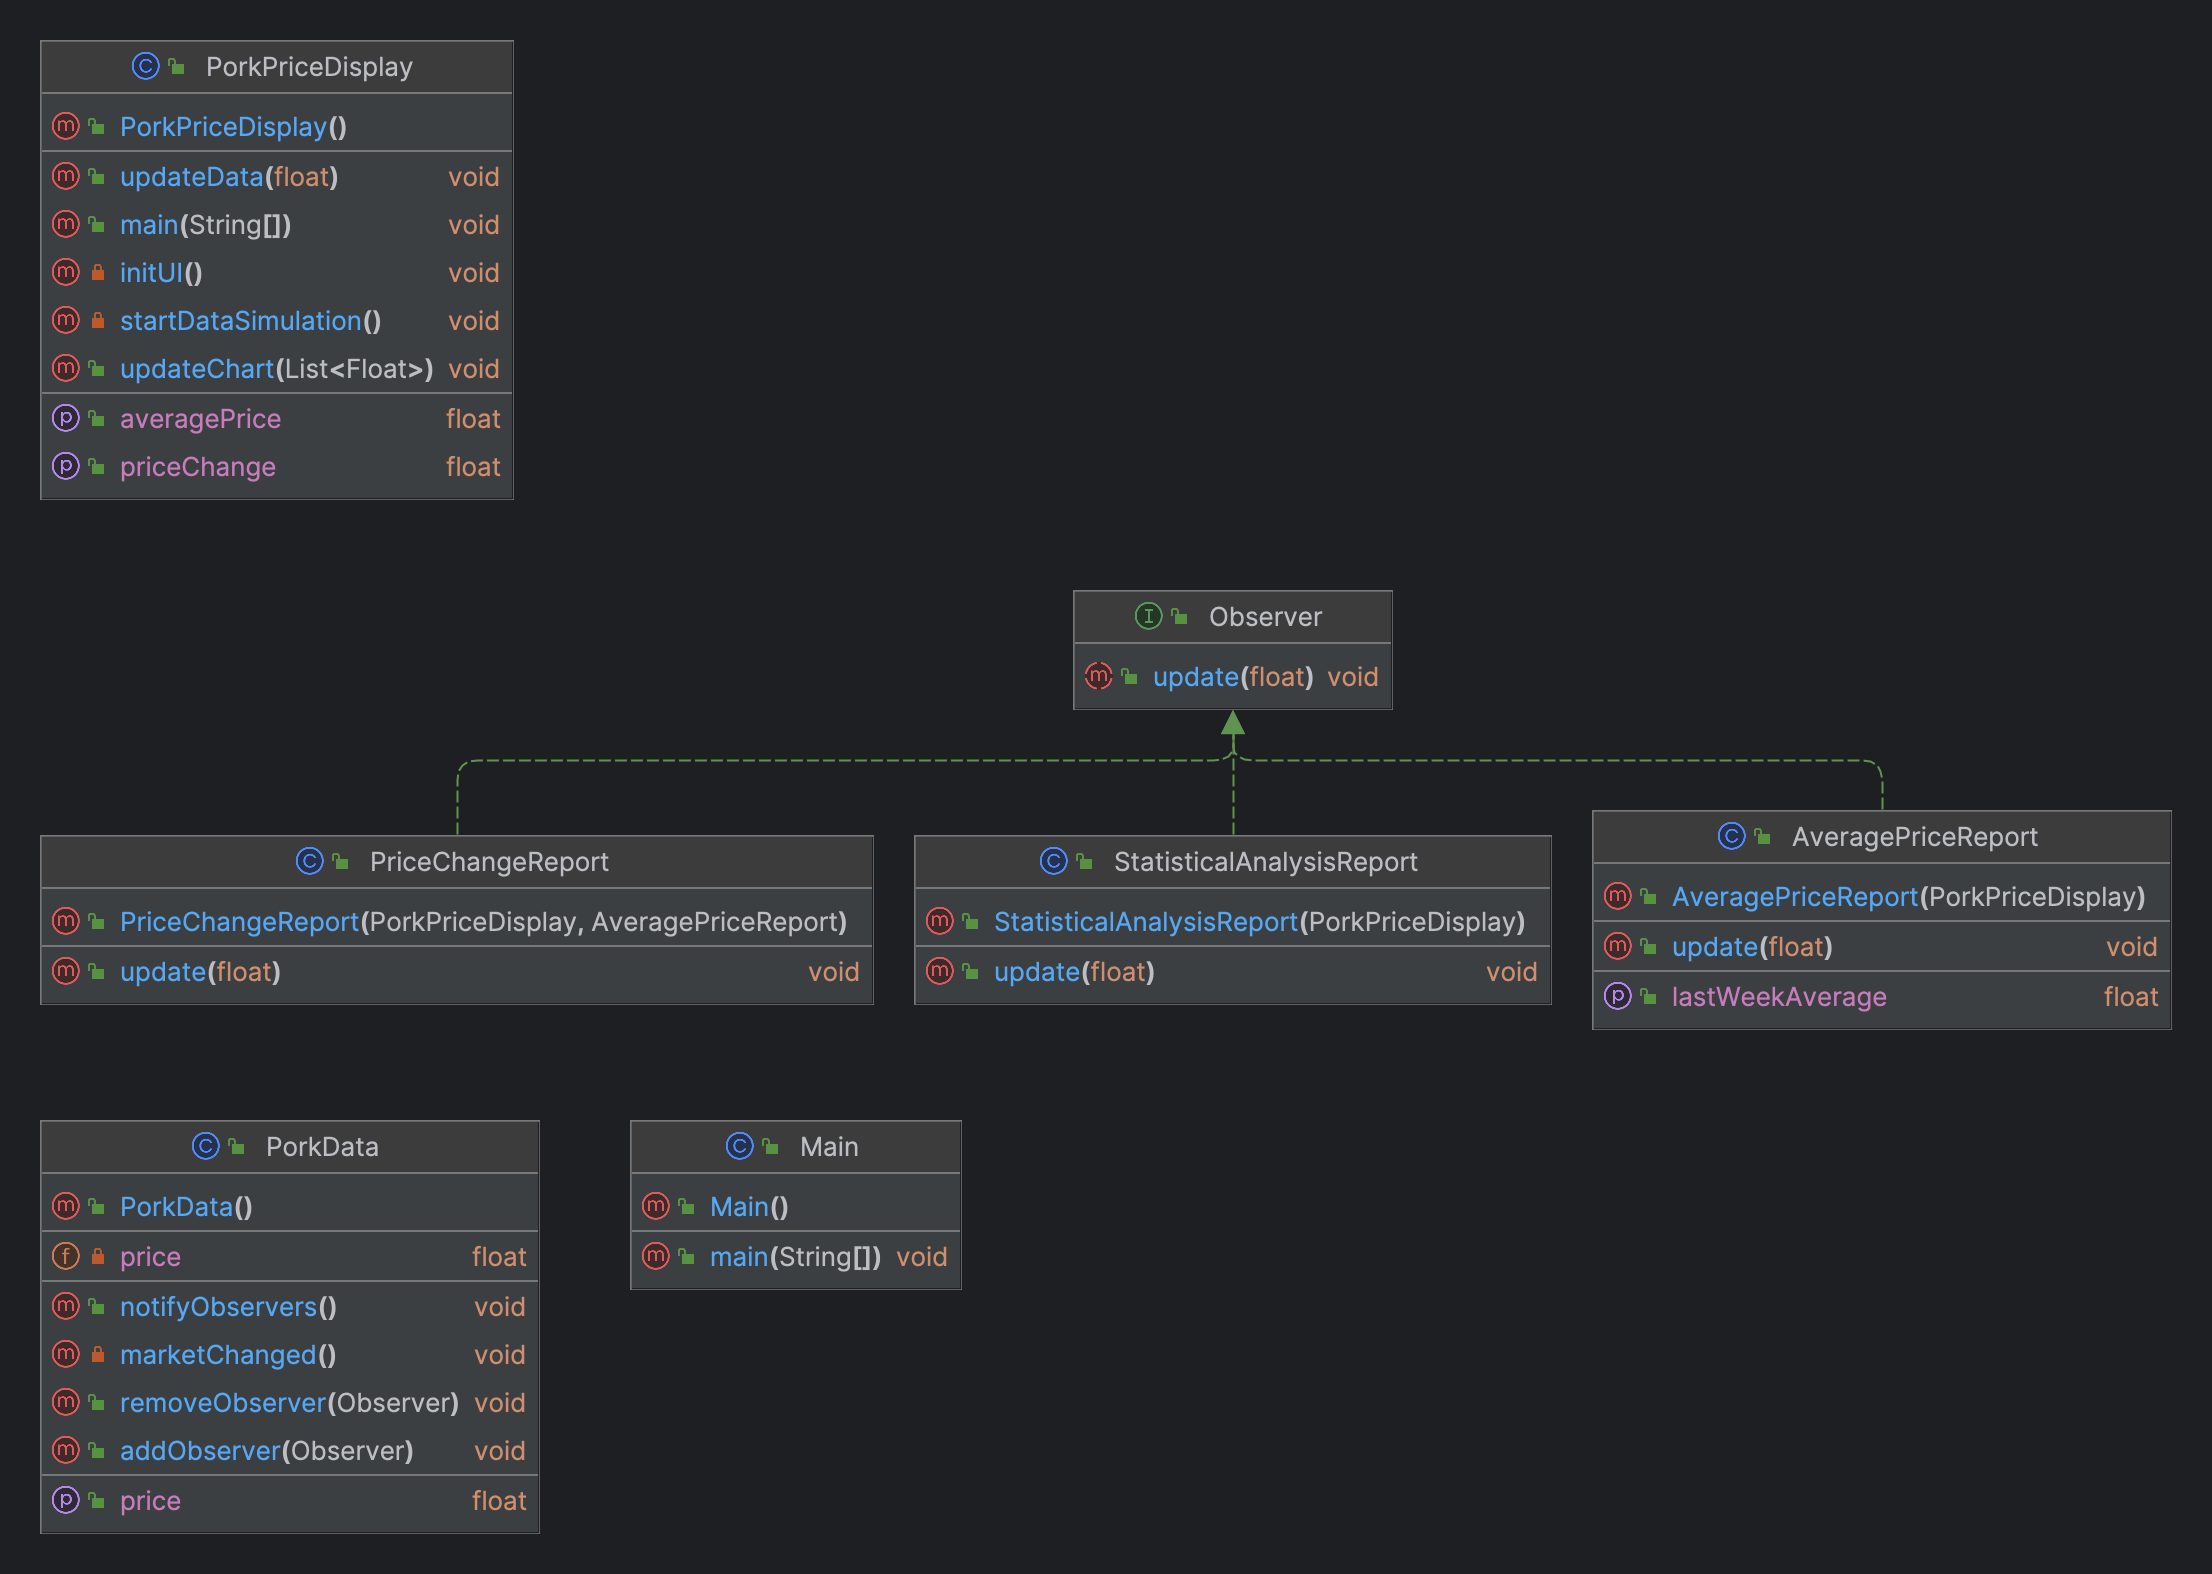 PorkPriceDisplay
PorkPriceDisplay()
updateData(float) void
main(String[]) void
initUI() void
startDataSimulation() void
updateChart(List<Float>) void
averagePrice float
priceChange float
Observer
update(float) void
PriceChangeReport
PriceChangeReport(PorkPriceDisplay, AveragePriceReport)
update(float) void
StatisticalAnalysisReport
StatisticalAnalysisReport(PorkPriceDisplay)
update(float) void
AveragePriceReport
AveragePriceReport(PorkPriceDisplay)
update(float) void
lastWeekAverage float
PorkData
PorkData()
price float
notifyObservers() void
marketChanged() void
removeObserver(Observer) void
addObserver(Observer) void
price float
Main
Main()
main(String[]) void